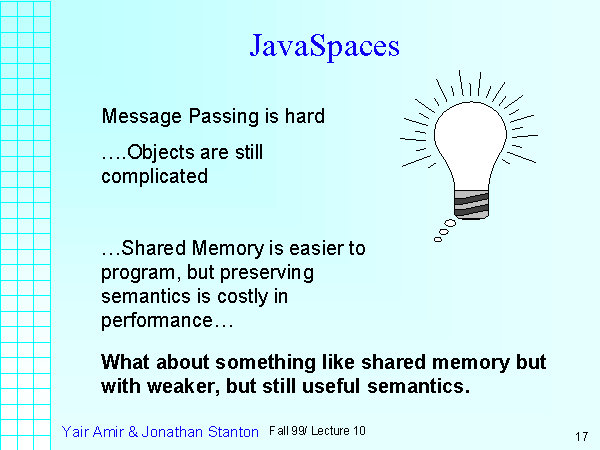 JavaSpaces
Message Passing is hard
….Objects are still
complicated
…Shared Memory is easier to
program, but preserving
semantics is costly in
performance…
What about something like shared memory but
with weaker, but still useful semantics.
Yair Amir & Jonathan Stanton Fall 99/ Lecture 10
17